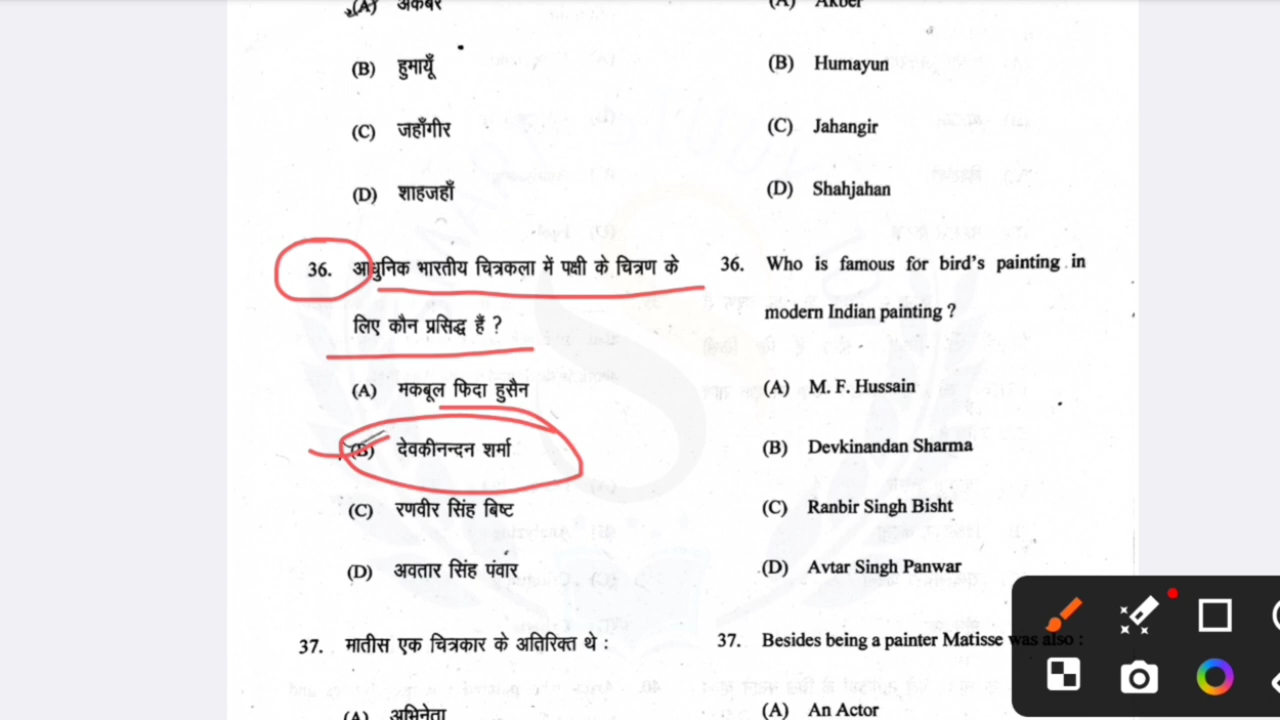 (A) अकबर
(B) हुमायूँ
(C) जहाँगीर
(D) शाहजहाँ
36. आधुनिक भारतीय चित्रकला में पक्षी के चित्रण के
लिए कौन प्रसिद्ध हैं ?
(A) मकबूल फिदा हुसैन
(B) देवकीनन्दन शर्मा
(C) रणवीर सिंह बिष्ट
(D) अवतार सिंह पंवार
37. मातीस एक चित्रकार के अतिरिक्त थे :
(A) अभिनेता
(A) Akber
(B) Humayun
(C) Jahangir
(D) Shahjahan
36. Who is famous for bird's painting in
modern Indian painting ?
(A) M. F. Hussain
(B) Devkinandan Sharma
(C) Ranbir Singh Bisht
(D) Avtar Singh Panwar
37. Besides being a painter Matisse was also :
(A) An Actor